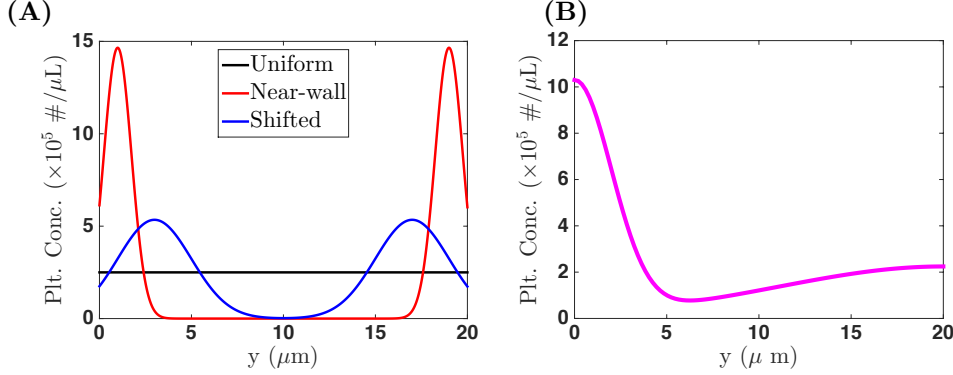 (A)
Plt. Conc. (×10⁵ #/μL)
15
10
5
0
Uniform
Near-wall
Shifted
0 5 10 15 20
y (μm)
(B)
Plt. Conc. (×10⁵ #/μL)
12
10
8
6
4
2
0
0 5 10 15 20
y (μ m)